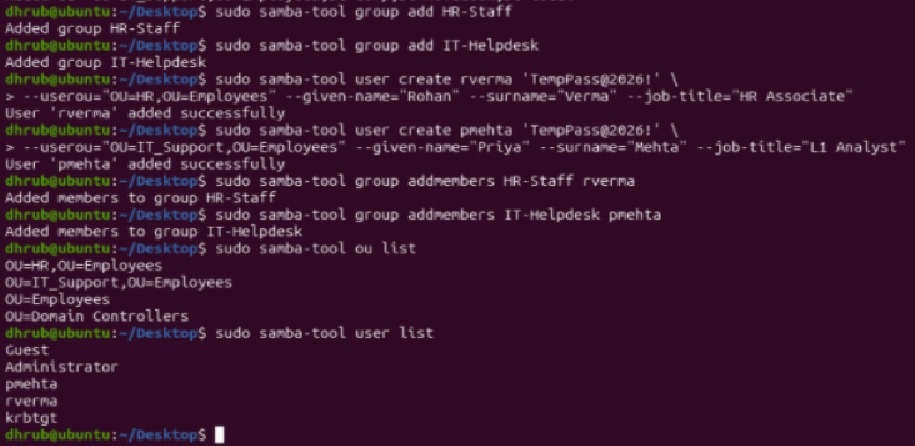 dhrub@ubuntu:~/Desktop$ sudo samba-tool group add HR-Staff
Added group HR-Staff
dhrub@ubuntu:~/Desktop$ sudo samba-tool group add IT-Helpdesk
Added group IT-Helpdesk
dhrub@ubuntu:~/Desktop$ sudo samba-tool user create rverma 'TempPass@2026!' \
> --userou="OU=HR,OU=Employees" --given-name="Rohan" --surname="Verma" --job-title="HR Associate"
User 'rverma' added successfully
dhrub@ubuntu:~/Desktop$ sudo samba-tool user create pmehta 'TempPass@2026!' \
> --userou="OU=IT_Support,OU=Employees" --given-name="Priya" --surname="Mehta" --job-title="L1 Analyst"
User 'pmehta' added successfully
dhrub@ubuntu:~/Desktop$ sudo samba-tool group addmembers HR-Staff rverma
Added members to group HR-Staff
dhrub@ubuntu:~/Desktop$ sudo samba-tool group addmembers IT-Helpdesk pmehta
Added members to group IT-Helpdesk
dhrub@ubuntu:~/Desktop$ sudo samba-tool ou list
OU=HR,OU=Employees
OU=IT_Support,OU=Employees
OU=Employees
OU=Domain Controllers
dhrub@ubuntu:~/Desktop$ sudo samba-tool user list
Guest
Administrator
pmehta
rverma
krbtgt
dhrub@ubuntu:~/Desktop$